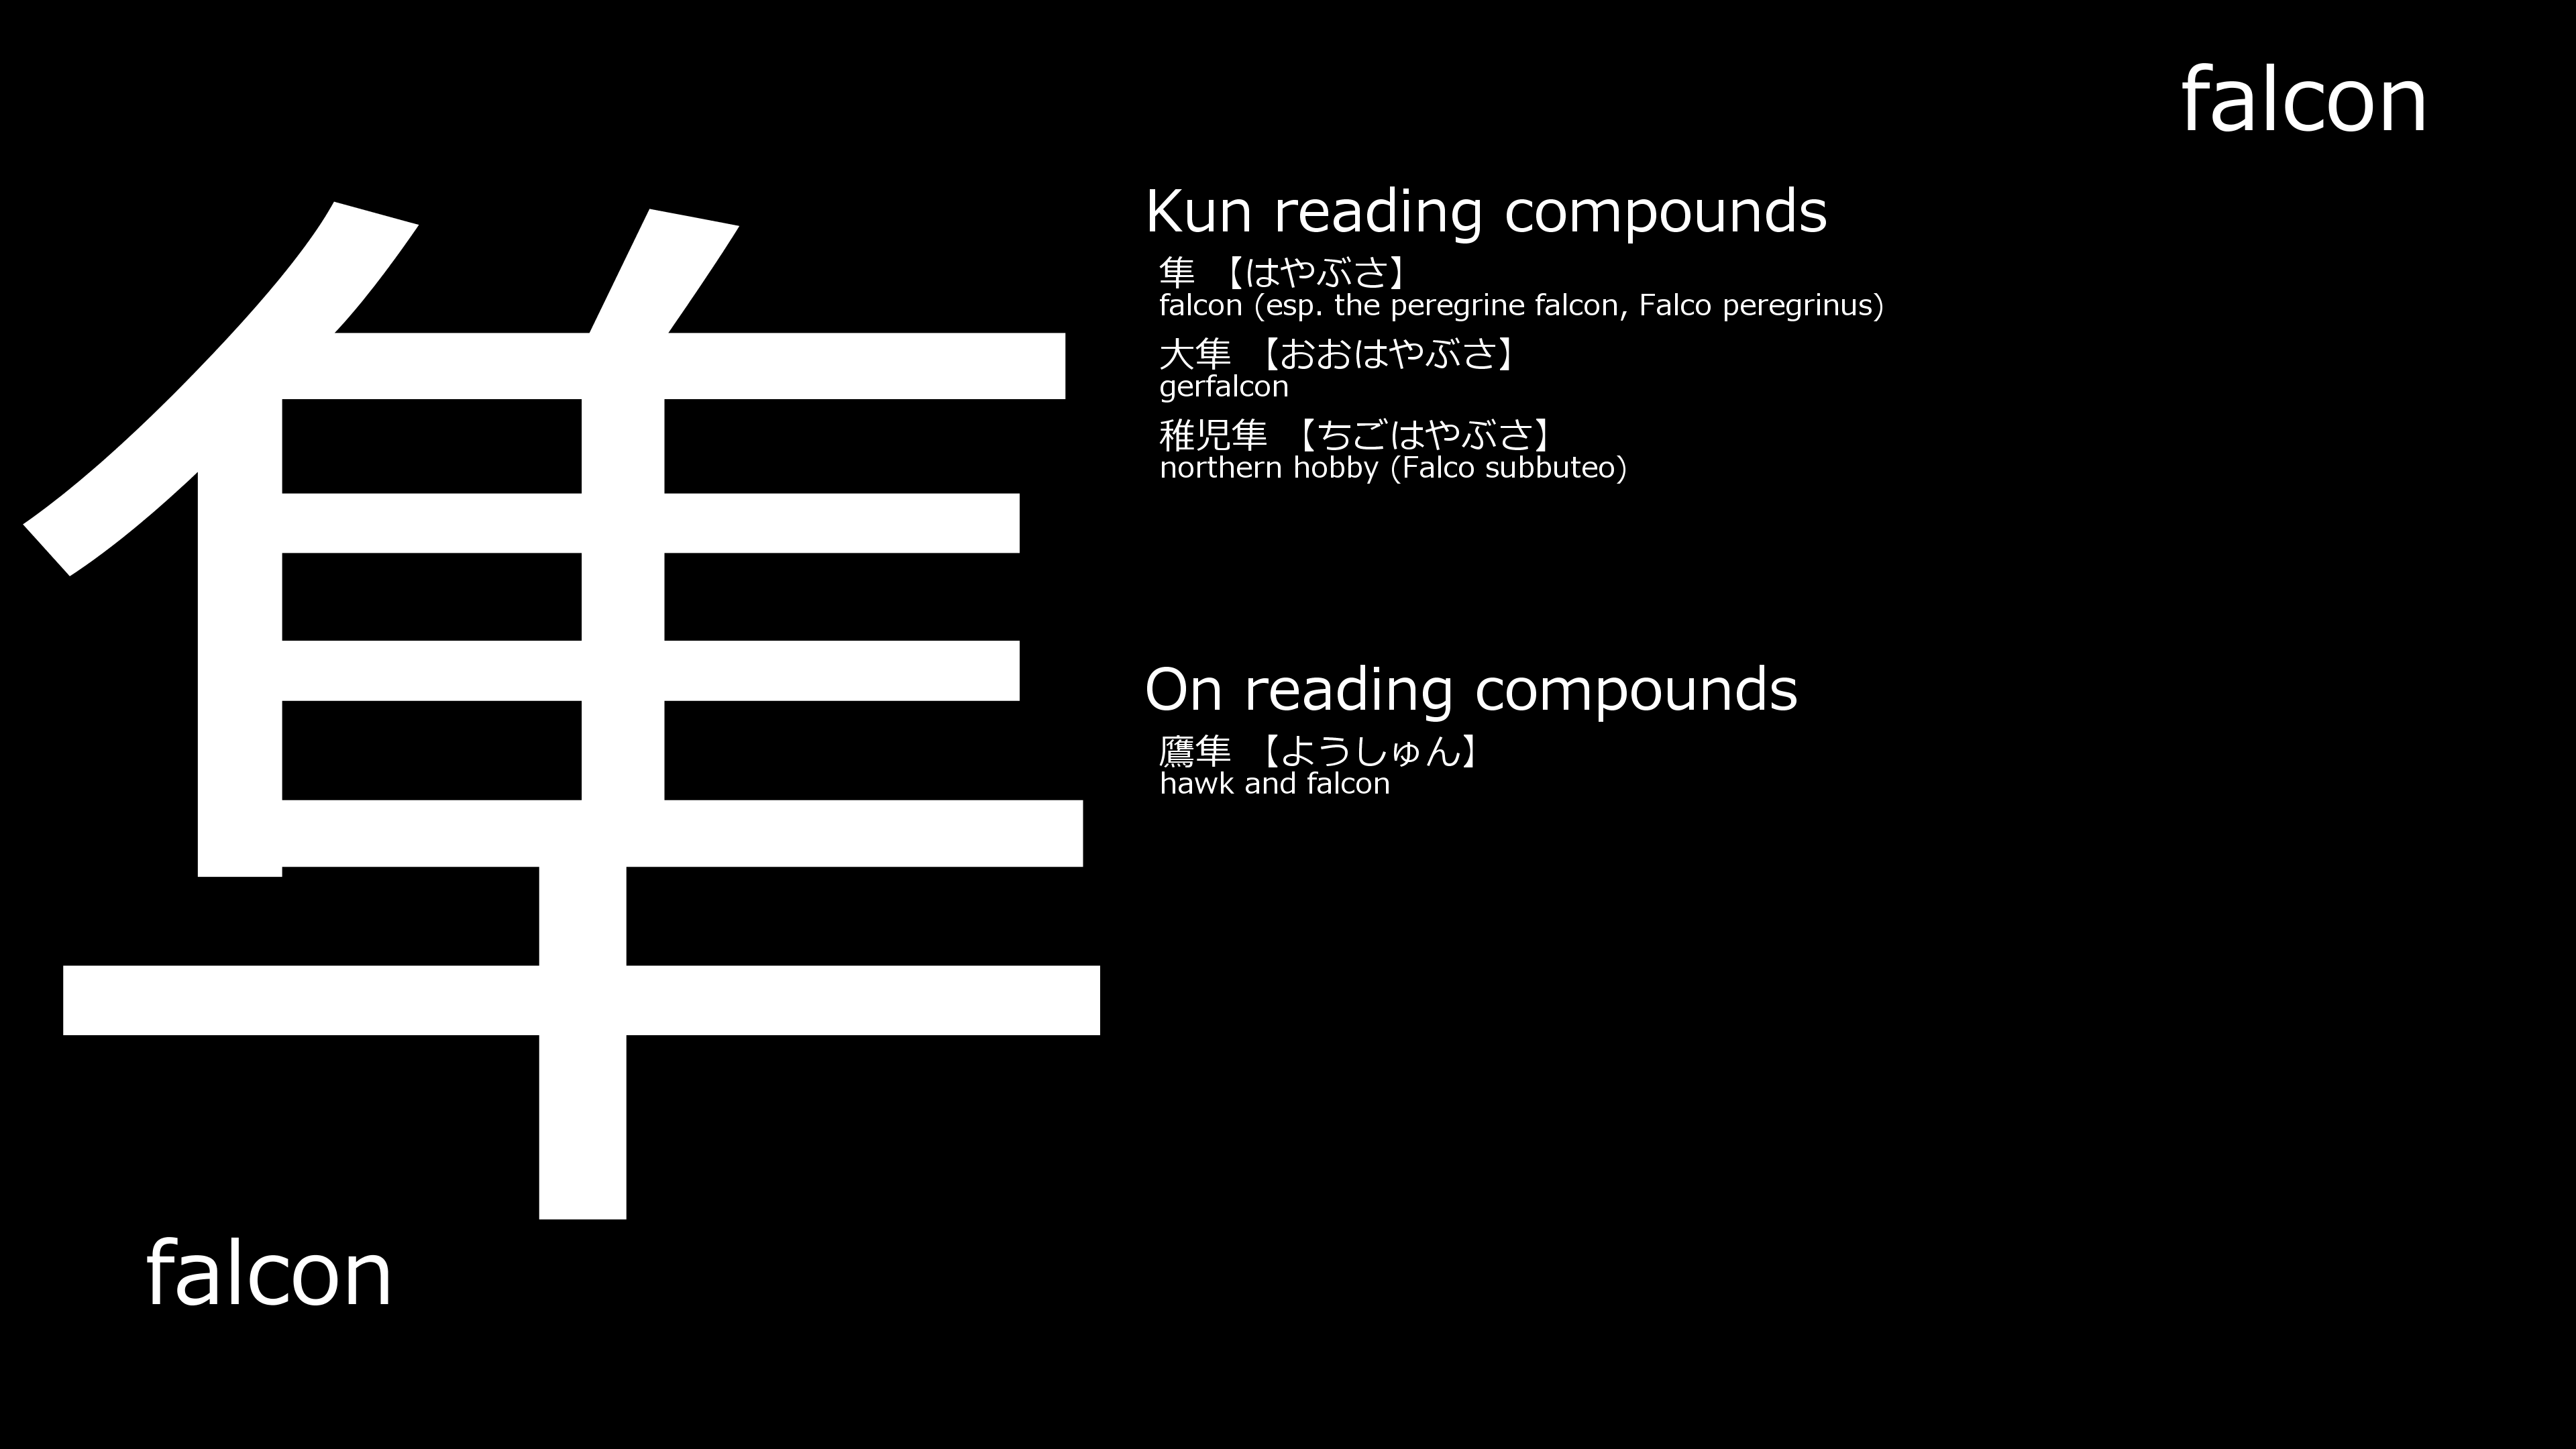 falcon
隼
falcon
Kun reading compounds
隼 【はやぶさ】
falcon (esp. the peregrine falcon, Falco peregrinus)
大隼 【おおはやぶさ】
gerfalcon
稚児隼 【ちごはやぶさ】
northern hobby (Falco subbuteo)
On reading compounds
鷹隼 【ようしゅん】
hawk and falcon